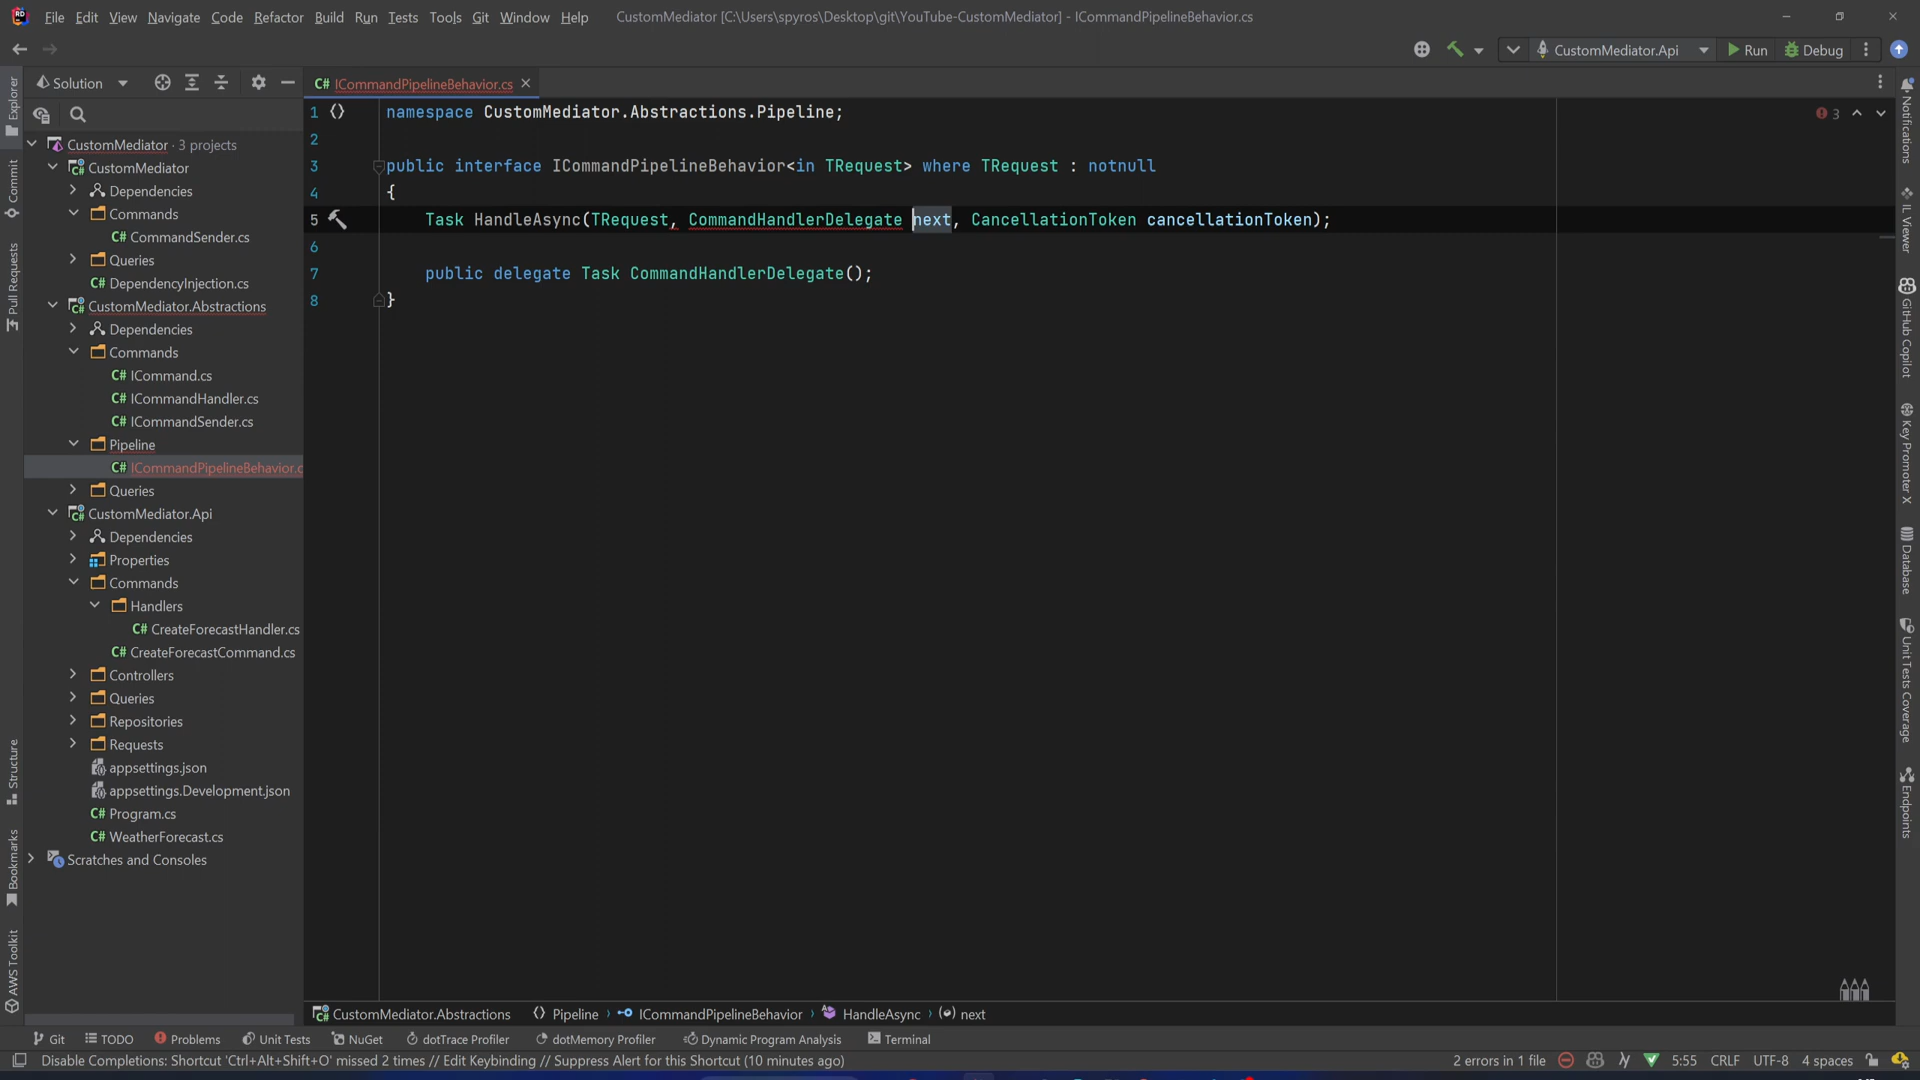 File Edit View Navigate Code Refactor Build Run Tests Tools Git Window Help CustomMediator [C:\Users\spyros\Desktop\git\YouTube-CustomMediator] - ICommandPipelineBehavior.cs
CustomMediator.Api Run Debug
Solution
C# ICommandPipelineBehavior.cs
CustomMediator · 3 projects
CustomMediator
Dependencies
Commands
C# CommandSender.cs
Queries
C# DependencyInjection.cs
CustomMediator.Abstractions
Dependencies
Commands
C# ICommand.cs
C# ICommandHandler.cs
C# ICommandSender.cs
Pipeline
C# ICommandPipelineBehavior.c
Queries
CustomMediator.Api
Dependencies
Properties
Commands
Handlers
C# CreateForecastHandler.cs
C# CreateForecastCommand.cs
Controllers
Queries
Repositories
Requests
appsettings.json
appsettings.Development.json
C# Program.cs
C# WeatherForecast.cs
Scratches and Consoles
1 namespace CustomMediator.Abstractions.Pipeline;
2
3 public interface ICommandPipelineBehavior<in TRequest> where TRequest : notnull
4 {
5 Task HandleAsync(TRequest, CommandHandlerDelegate next, CancellationToken cancellationToken);
6
7 public delegate Task CommandHandlerDelegate();
8 }
3
Explorer
Commit
Pull Requests
Structure
Bookmarks
AWS Toolkit
Notifications
IL Viewer
GitHub Copilot
Key Promoter X
Database
Unit Tests Coverage
Endpoints
CustomMediator.Abstractions Pipeline ICommandPipelineBehavior HandleAsync next
Git TODO Problems Unit Tests NuGet dotTrace Profiler dotMemory Profiler Dynamic Program Analysis Terminal
Disable Completions: Shortcut 'Ctrl+Alt+Shift+O' missed 2 times // Edit Keybinding // Suppress Alert for this Shortcut (10 minutes ago) 2 errors in 1 file 5:55 CRLF UTF-8 4 spaces